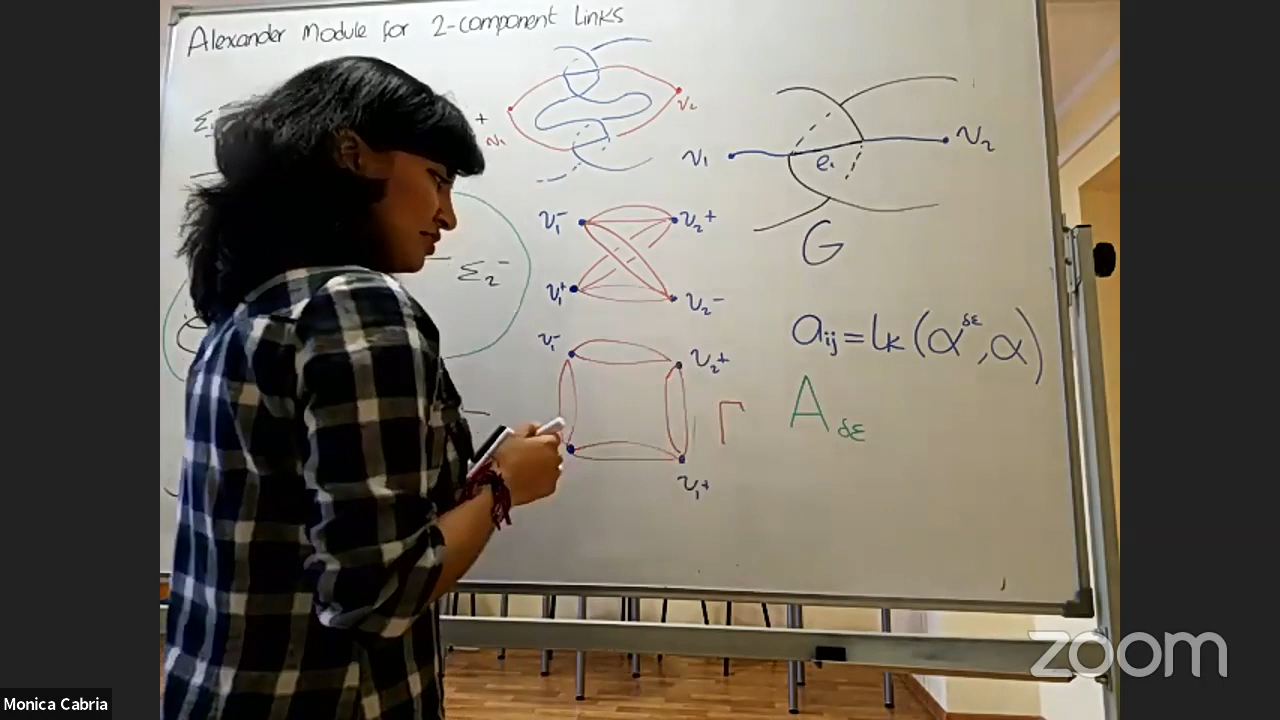 Alexander Module for 2-component Links
+
v₁
v₂
v₁
v₂
e₁
G
v₁⁻
v₂⁺
Σ₂⁻
v₁⁺
v₂⁻
a_ij = lk(α^δε, α)
v₁⁻
v₂⁺
Γ
A_δε
v₁⁺
zoom
Monica Cabria